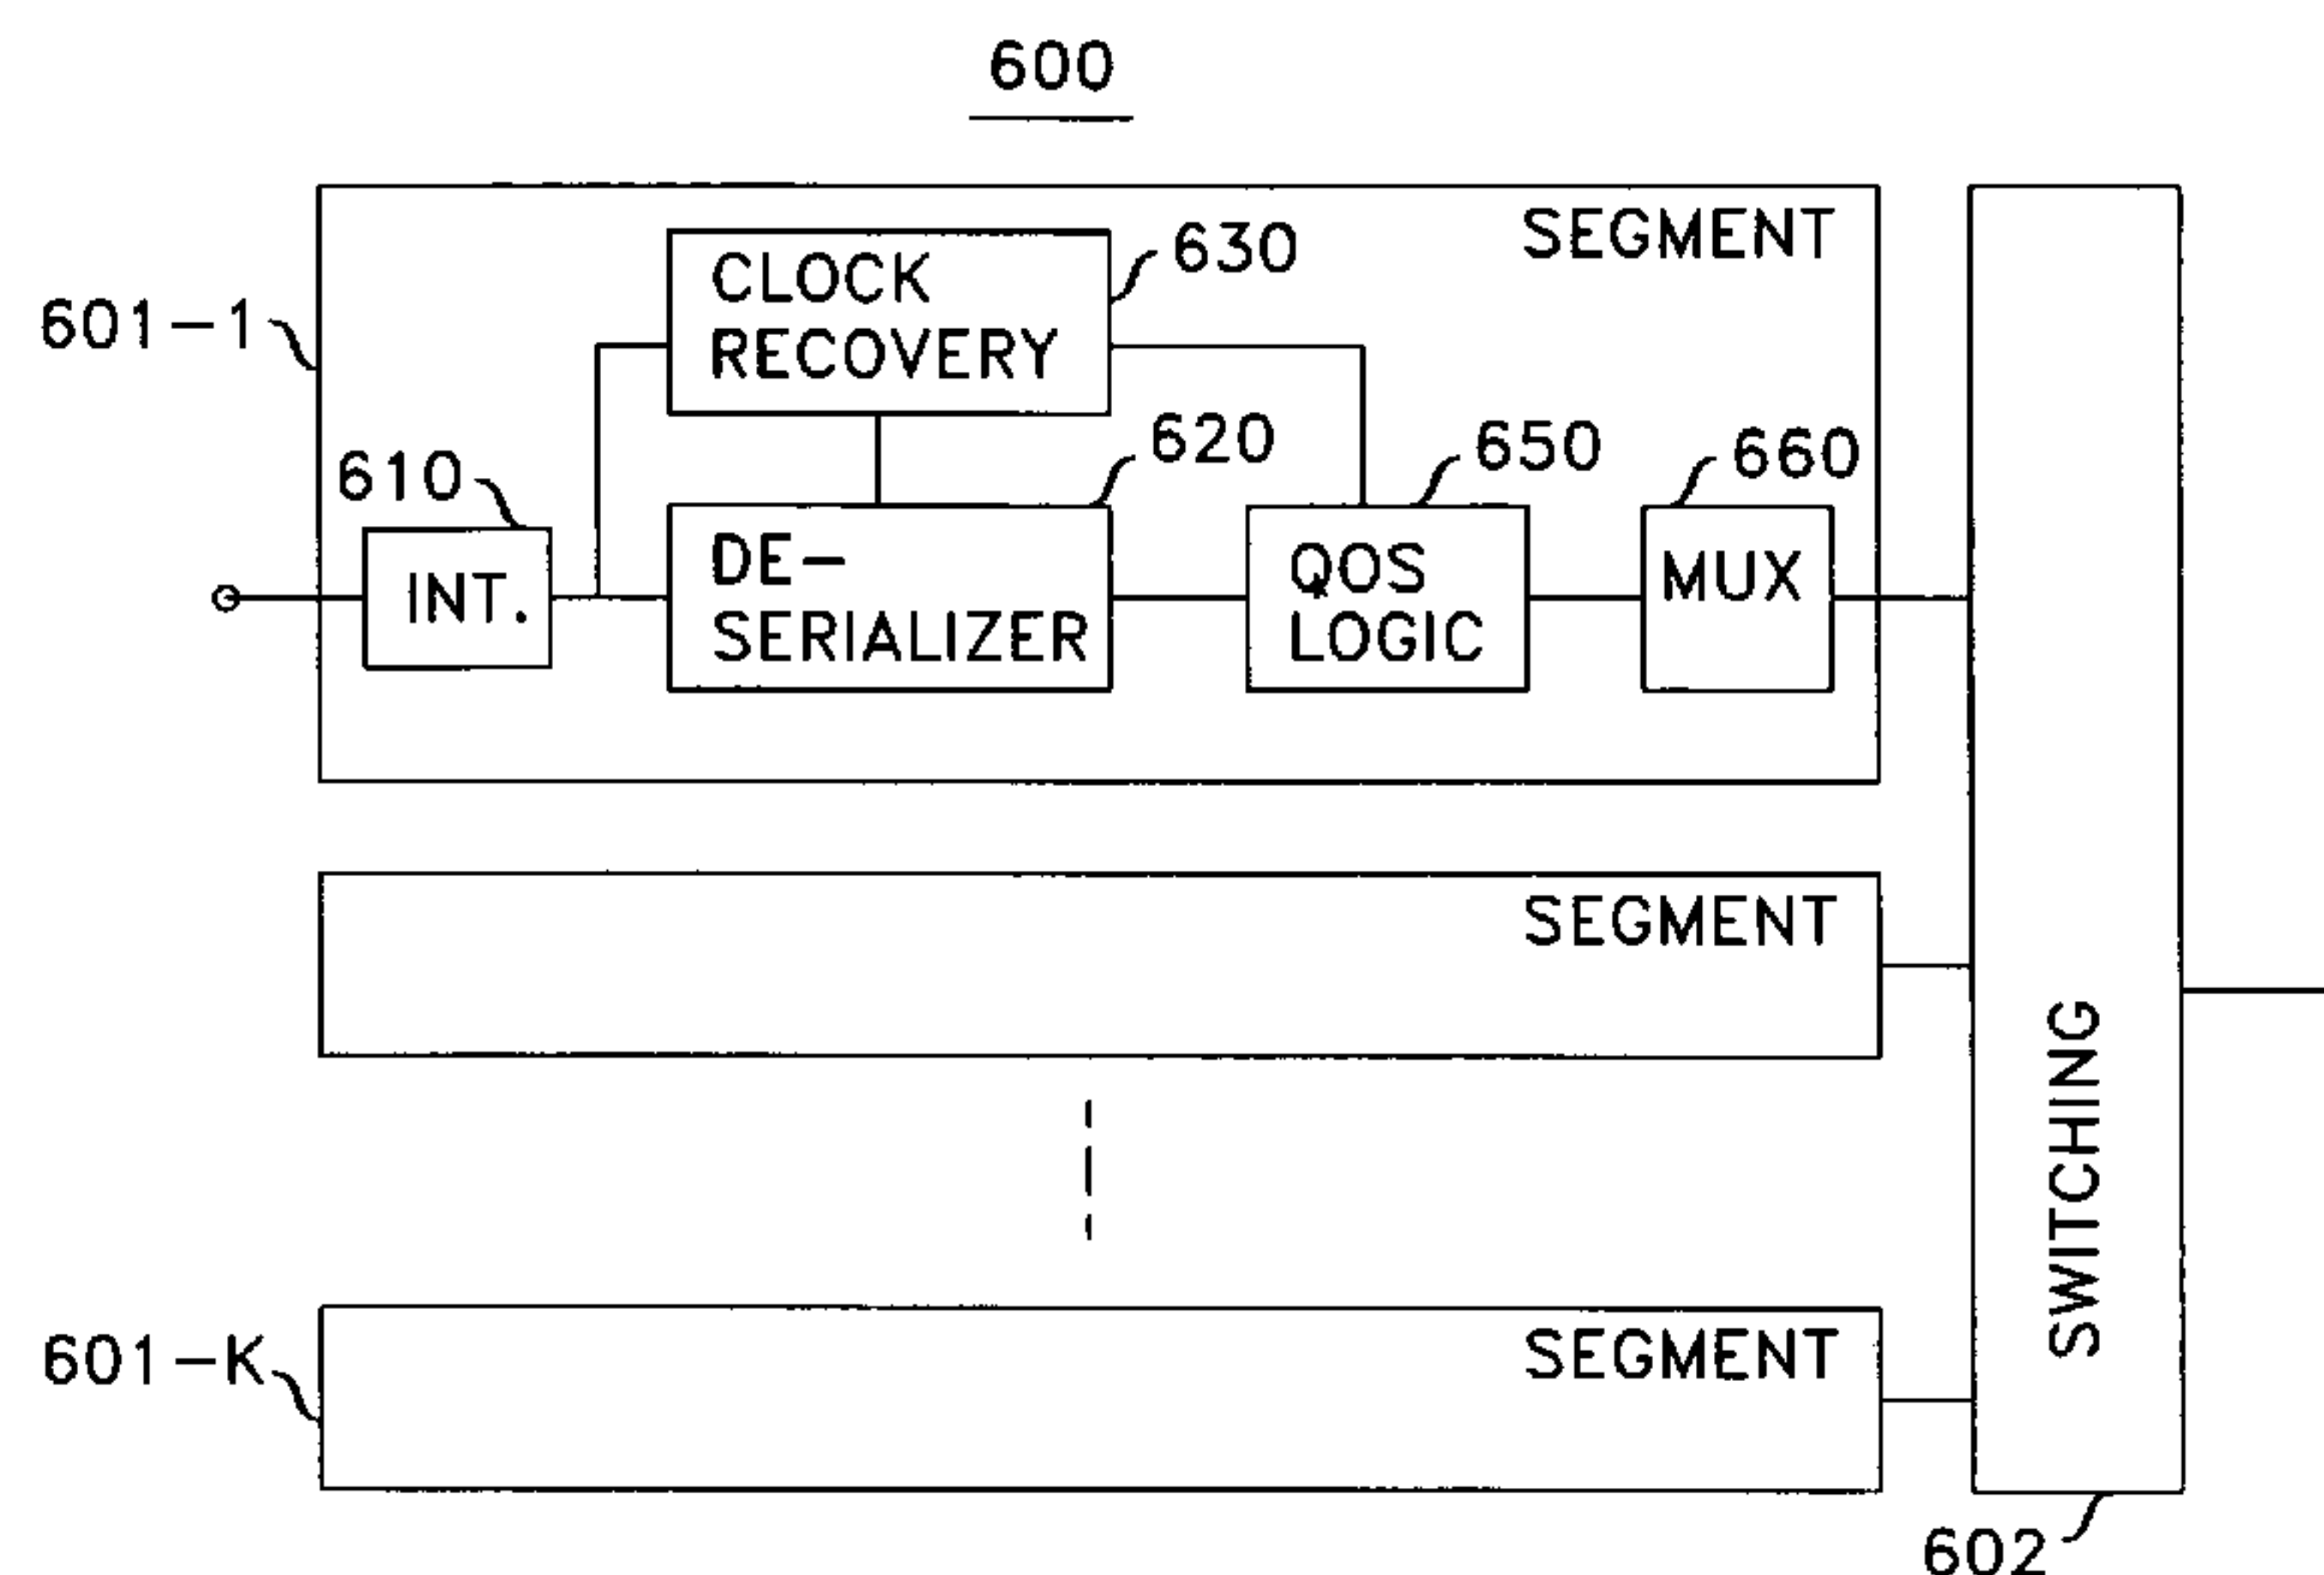 600
SEGMENT
630
CLOCK
RECOVERY
601-1
620
650
660
610
DE-
SERIALIZER
QOS
LOGIC
MUX
INT.
SEGMENT
SWITCHING
601-K
SEGMENT
602